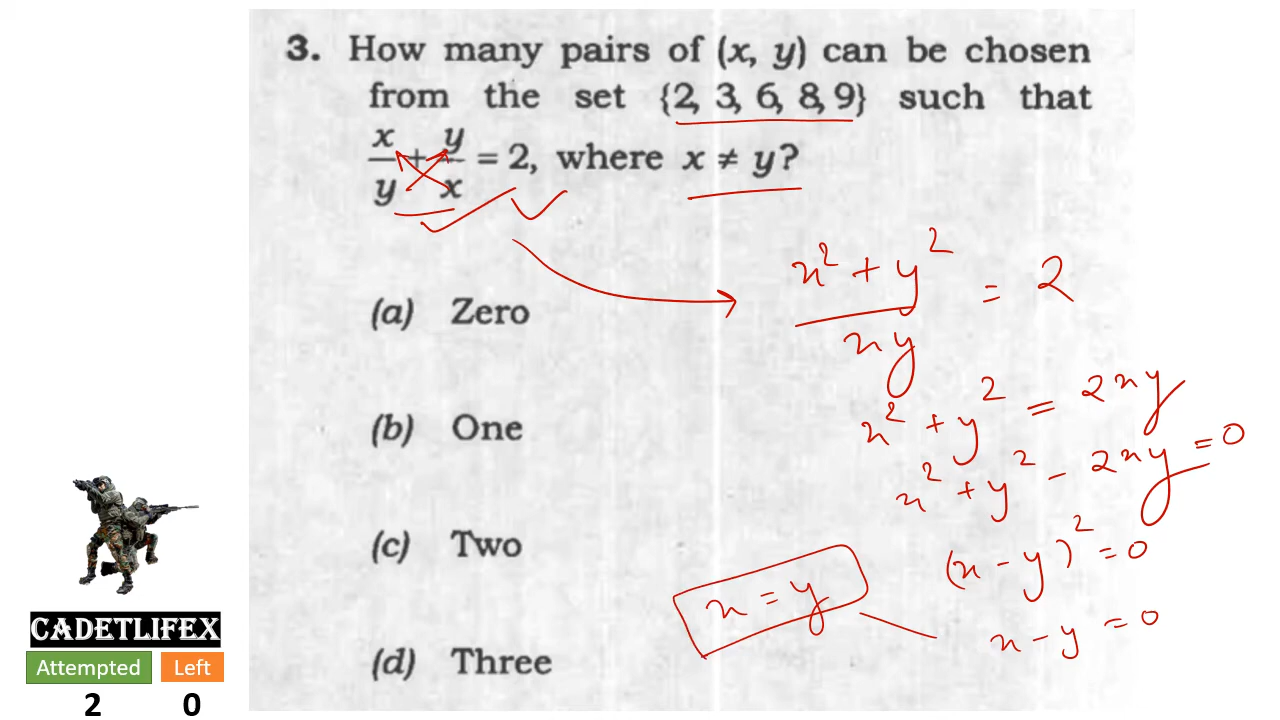 3. How many pairs of (x, y) can be chosen
from the set {2, 3, 6, 8, 9} such that
x/y + y/x = 2, where x ≠ y?
(a) Zero
(b) One
(c) Two
(d) Three
x² + y² / xy = 2
x² + y² = 2xy
x² + y² - 2xy = 0
(x - y)² = 0
x - y = 0
x = y
CADETLIFEX
Attempted Left
2 0